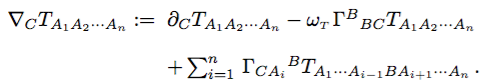 ∇_C T_{A_1 A_2 ⋯ A_n} := ∂_C T_{A_1 A_2 ⋯ A_n} − ω_T Γ^B_{BC} T_{A_1 A_2 ⋯ A_n}
+ ∑_{i=1}^{n} Γ_{C A_i}{}^B T_{A_1 ⋯ A_{i−1} B A_{i+1} ⋯ A_n} .